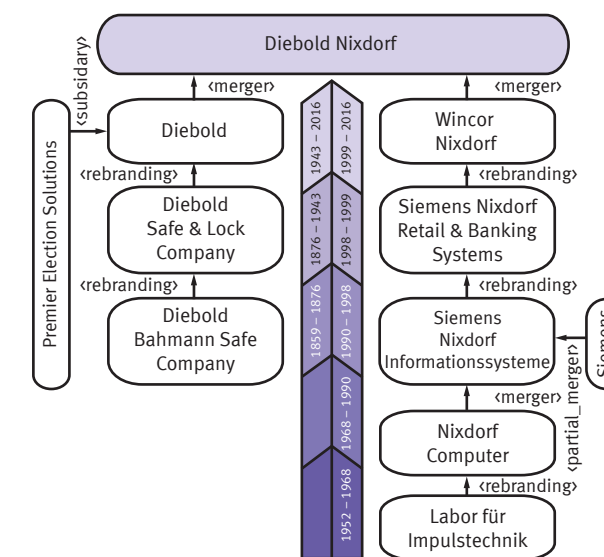 Diebold Nixdorf
‹subsidary›
‹merger›
‹merger›
Premier Election Solutions
Diebold
1943 – 2016
1999 – 2016
Wincor
Nixdorf
‹rebranding›
‹rebranding›
Diebold
Safe & Lock
Company
1876 – 1943
1998 – 1999
Siemens Nixdorf
Retail & Banking
Systems
‹rebranding›
‹rebranding›
Diebold
Bahmann Safe
Company
1859 – 1876
1990 – 1998
Siemens
Nixdorf
Informationssysteme
Siemens
‹partial_merger›
‹merger›
1968 – 1990
Nixdorf
Computer
‹rebranding›
1952 – 1968
Labor für
Impulstechnik